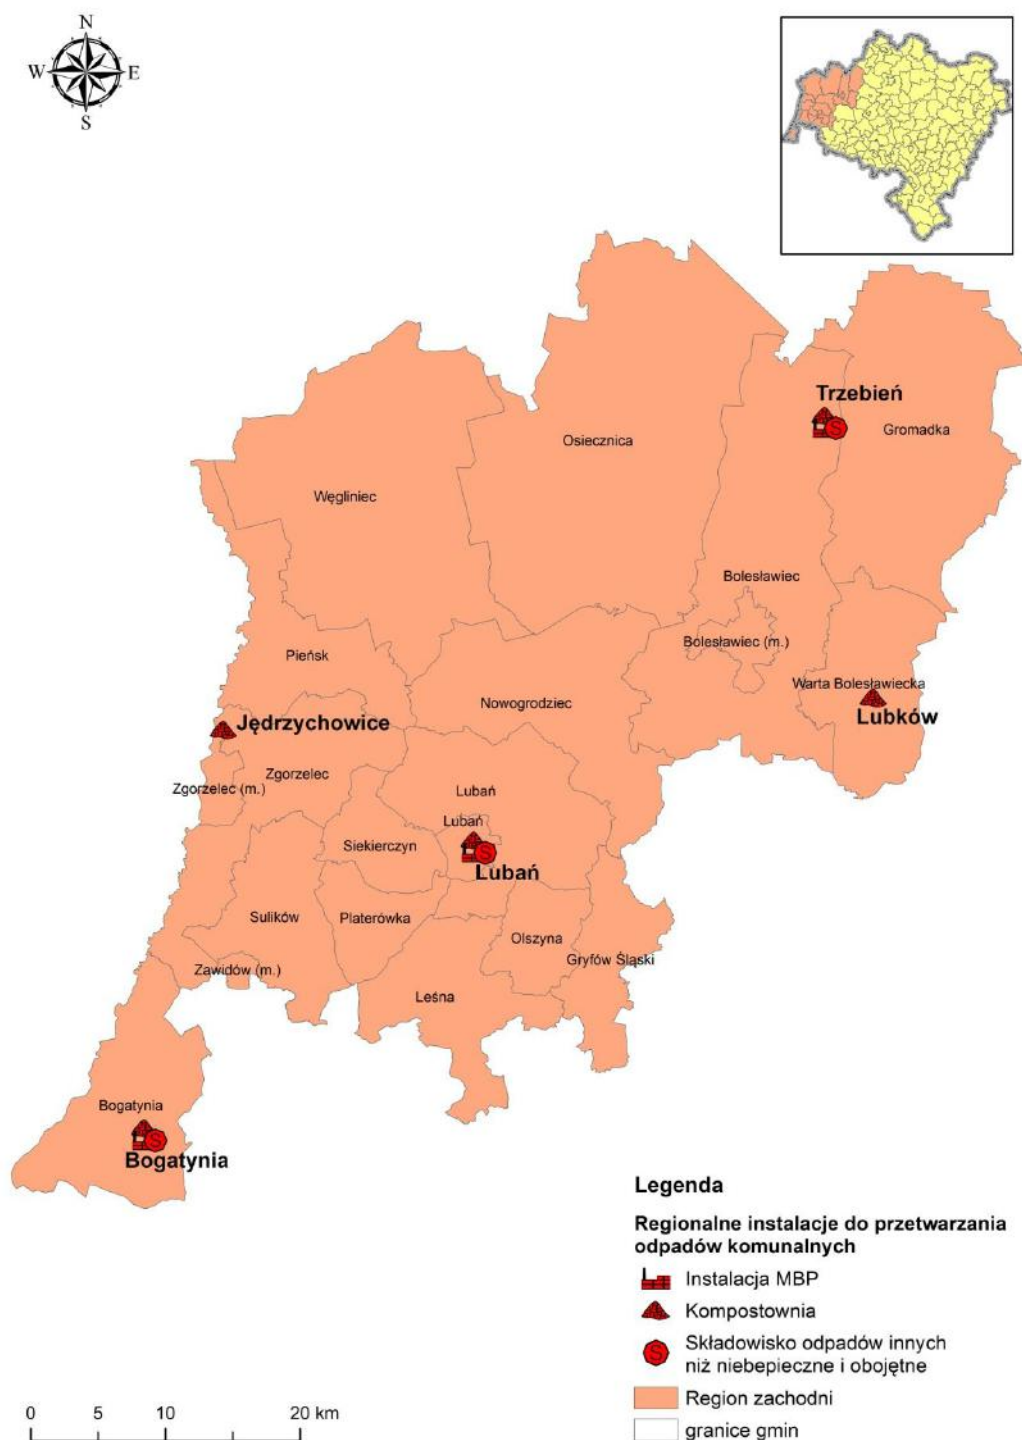 N
W E
S
Trzebień
Gromadka
Osiecznica
Węgliniec
Bolesławiec
Bolesławiec (m.)
Pieńsk
Warta Bolesławiecka
Nowogrodziec
Lubków
Jędrzychowice
Zgorzelec
Zgorzelec (m.)
Lubań
Lubań
Siekierczyn
S
Lubań
Sulików
Platerówka
Olszyna
Gryfów Śląski
Zawidów (m.)
Leśna
Bogatynia
S
Bogatynia
S
Legenda
Regionalne instalacje do przetwarzania
odpadów komunalnych
Instalacja MBP
Kompostownia
S
Składowisko odpadów innych
niż niebepieczne i obojętne
Region zachodni
granice gmin
0 5 10 20 km